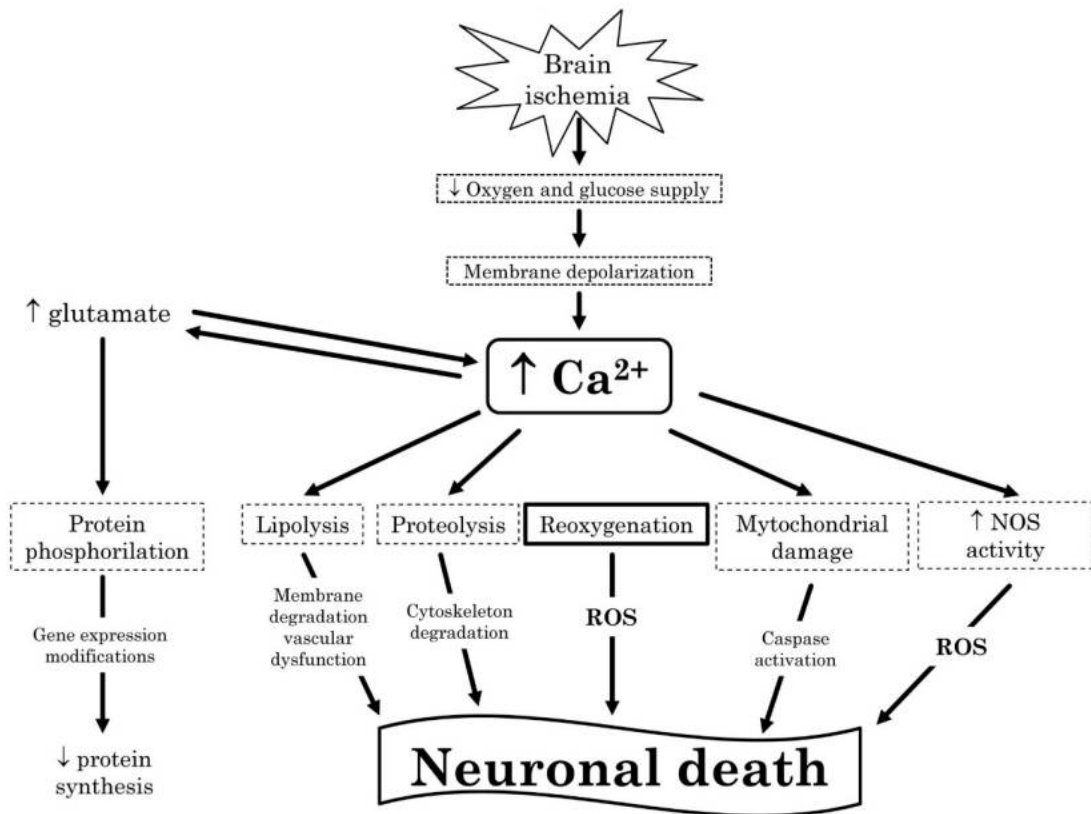 Brain
ischemia
↓ Oxygen and glucose supply
Membrane depolarization
↑ glutamate
↑ Ca²⁺
Protein
phosphorilation
Lipolysis
Proteolysis
Reoxygenation
Mytochondrial
damage
↑ NOS
activity
Gene expression
modifications
Membrane
degradation
vascular
dysfunction
Cytoskeleton
degradation
ROS
Caspase
activation
ROS
↓ protein
synthesis
Neuronal death